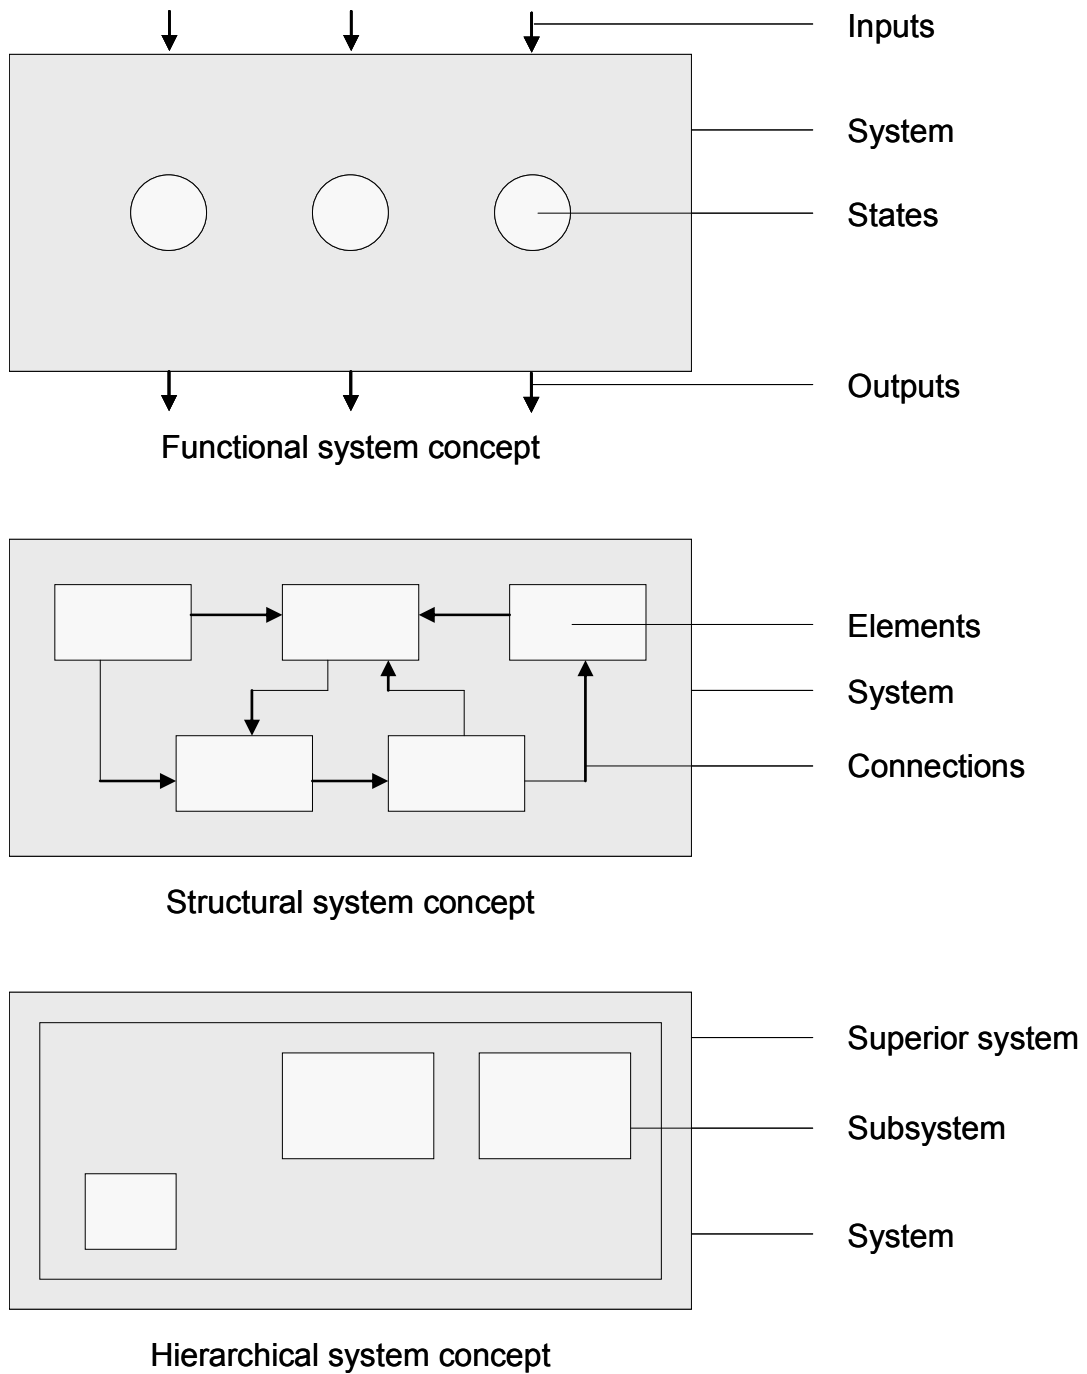 Inputs
System
States
Outputs
Functional system concept
Elements
System
Connections
Structural system concept
Superior system
Subsystem
System
Hierarchical system concept